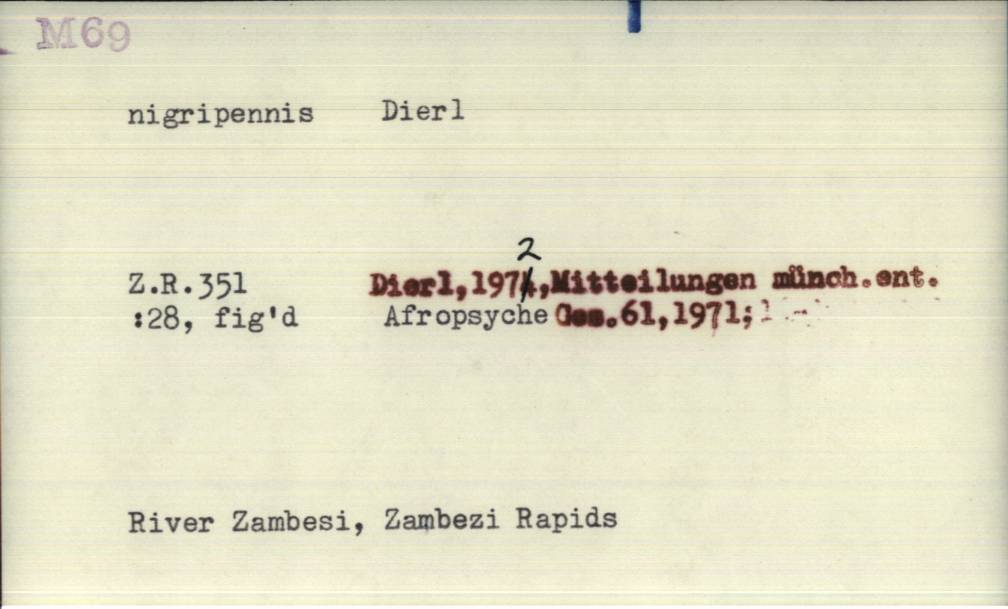 M69
nigripennis Dierl
2
Z.R.351 Dierl,1971,Mitteilungen münch.ent.
:28, fig'd Afropsyche Ges.61,1971;
River Zambesi, Zambezi Rapids